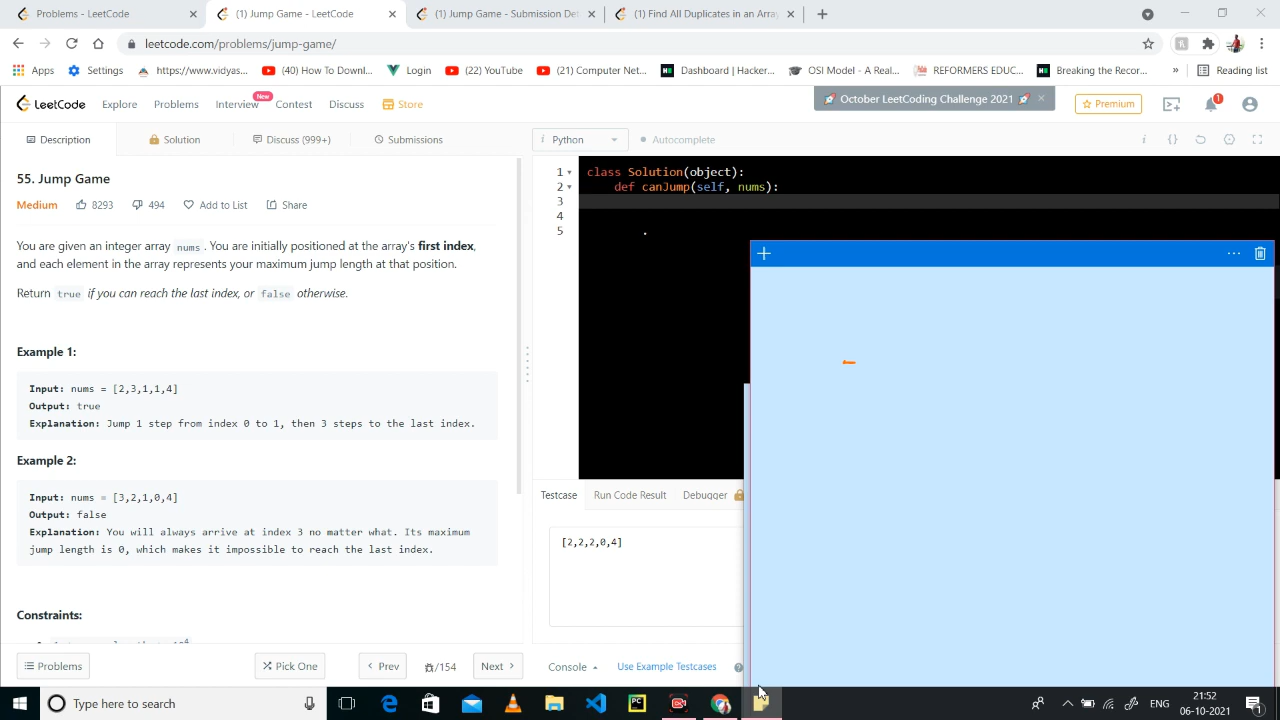 Problems - LeetCode
(1) Jump Game - LeetCode
(1) Jump Game - Submission Det
(1) Find All Duplicates in an Array
leetcode.com/problems/jump-game/
Apps
Settings
https://www.vidyas...
(40) How To Downl...
Login
(22) YouTube
(21) Computer Net...
Dashboard | Hacker...
OSI Model - A Real...
REFORMERS EDUC...
Breaking the Recor...
»
Reading list
LeetCode
Explore
Problems
Interview
New
Contest
Discuss
Store
October LeetCoding Challenge 2021
Premium
1
Description
Solution
Discuss (999+)
Submissions
i Python
Autocomplete
55. Jump Game
Medium
8293
494
Add to List
Share
You are given an integer array nums . You are initially positioned at the array's first index,
and each element in the array represents your maximum jump length at that position.
Return true if you can reach the last index, or false otherwise.
Example 1:
Input: nums = [2,3,1,1,4]
Output: true
Explanation: Jump 1 step from index 0 to 1, then 3 steps to the last index.
Example 2:
Input: nums = [3,2,1,0,4]
Output: false
Explanation: You will always arrive at index 3 no matter what. Its maximum
jump length is 0, which makes it impossible to reach the last index.
Constraints:
Problems
Pick One
Prev
/154
Next
1 class Solution(object):
2 def canJump(self, nums):
3
4
5
Testcase
Run Code Result
Debugger
[2,2,2,0,4]
Console
Use Example Testcases
Type here to search
ENG
21:52
06-10-2021
1